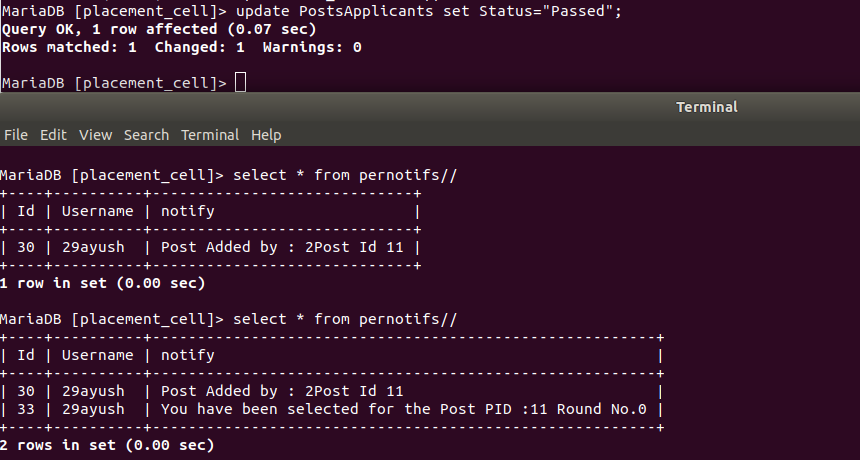 MariaDB [placement_cell]> update PostsApplicants set Status="Passed";
Query OK, 1 row affected (0.07 sec)
Rows matched: 1  Changed: 1  Warnings: 0
MariaDB [placement_cell]>
Terminal
File Edit View Search Terminal Help
MariaDB [placement_cell]> select * from pernotifs//
+----+----------+-----------------------------+
| Id | Username | notify                      |
+----+----------+-----------------------------+
| 30 | 29ayush  | Post Added by : 2Post Id 11 |
+----+----------+-----------------------------+
1 row in set (0.00 sec)
MariaDB [placement_cell]> select * from pernotifs//
+----+----------+--------------------------------------------------------+
| Id | Username | notify                                                 |
+----+----------+--------------------------------------------------------+
| 30 | 29ayush  | Post Added by : 2Post Id 11                            |
| 33 | 29ayush  | You have been selected for the Post PID :11 Round No.0 |
+----+----------+--------------------------------------------------------+
2 rows in set (0.00 sec)